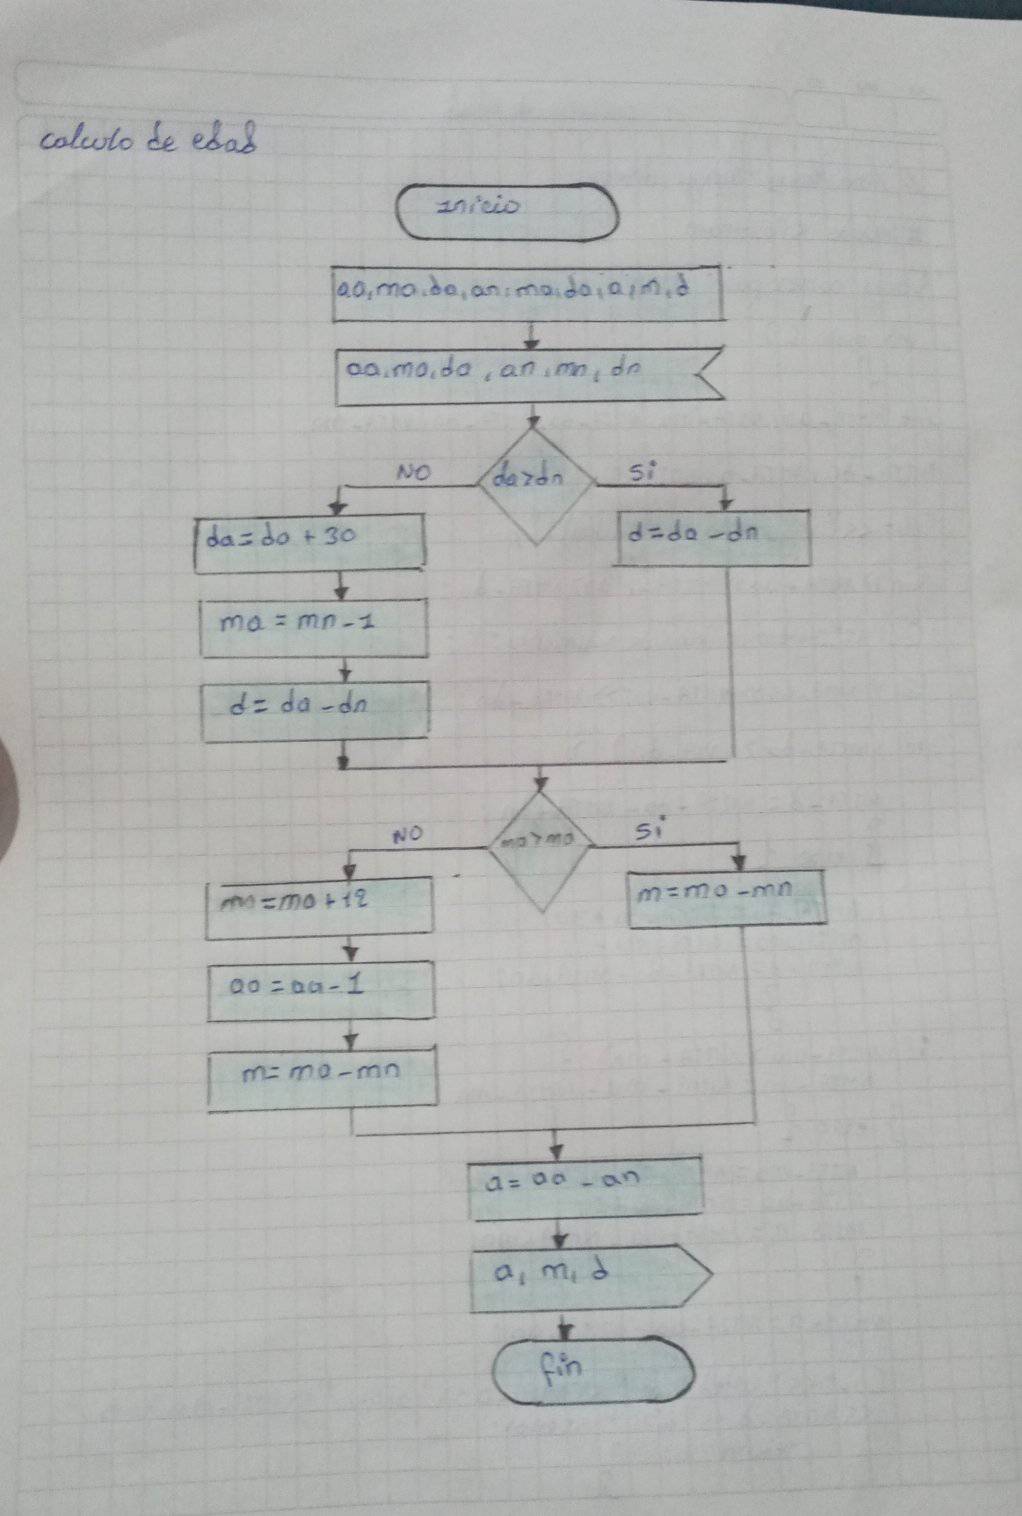 calculo de edad
inicio
aa, ma, da, an, ma, da, a, m, d
aa, ma, da, an, mn, dn
NO
da>dn
Si
da = da + 30
d = da - dn
ma = mn - 1
d = da - dn
NO
ma>ma
Si
ma = ma + 12
m = ma - mn
aa = aa - 1
m = ma - mn
a = aa - an
a, m, d
fin